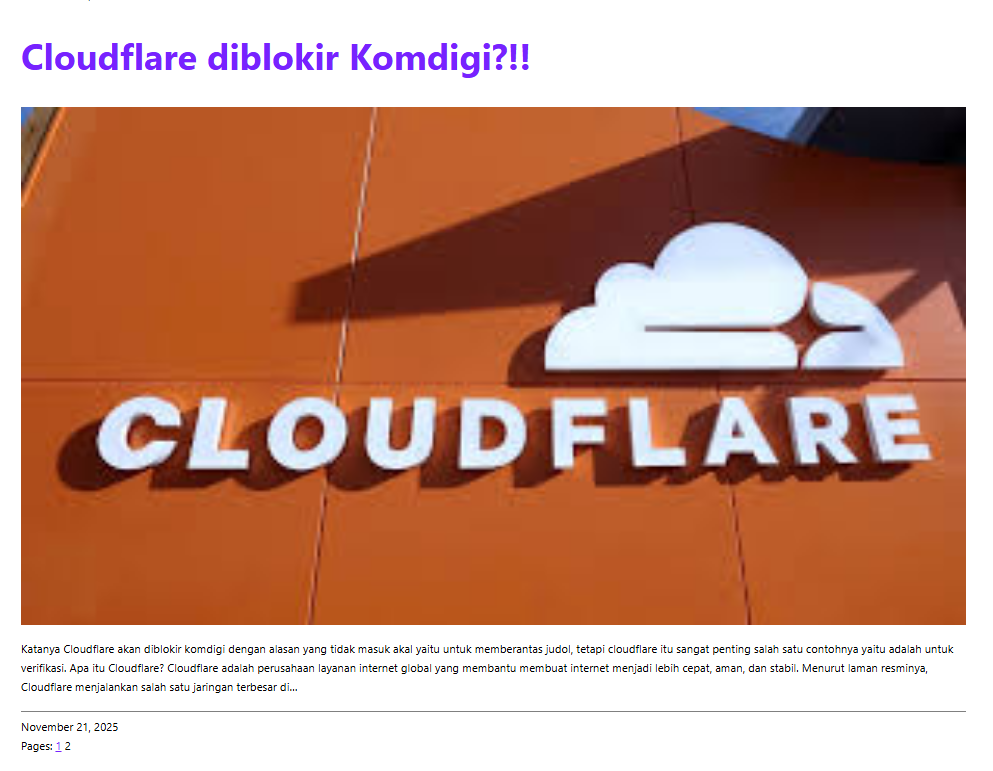 Cloudflare diblokir Komdigi?!!
CLOUDFLARE
Katanya Cloudflare akan diblokir komdigi dengan alasan yang tidak masuk akal yaitu untuk memberantas judol, tetapi cloudflare itu sangat penting salah satu contohnya yaitu adalah untuk
verifikasi. Apa itu Cloudflare? Cloudflare adalah perusahaan layanan internet global yang membantu membuat internet menjadi lebih cepat, aman, dan stabil. Menurut laman resminya,
Cloudflare menjalankan salah satu jaringan terbesar di...
November 21, 2025
Pages: 1 2